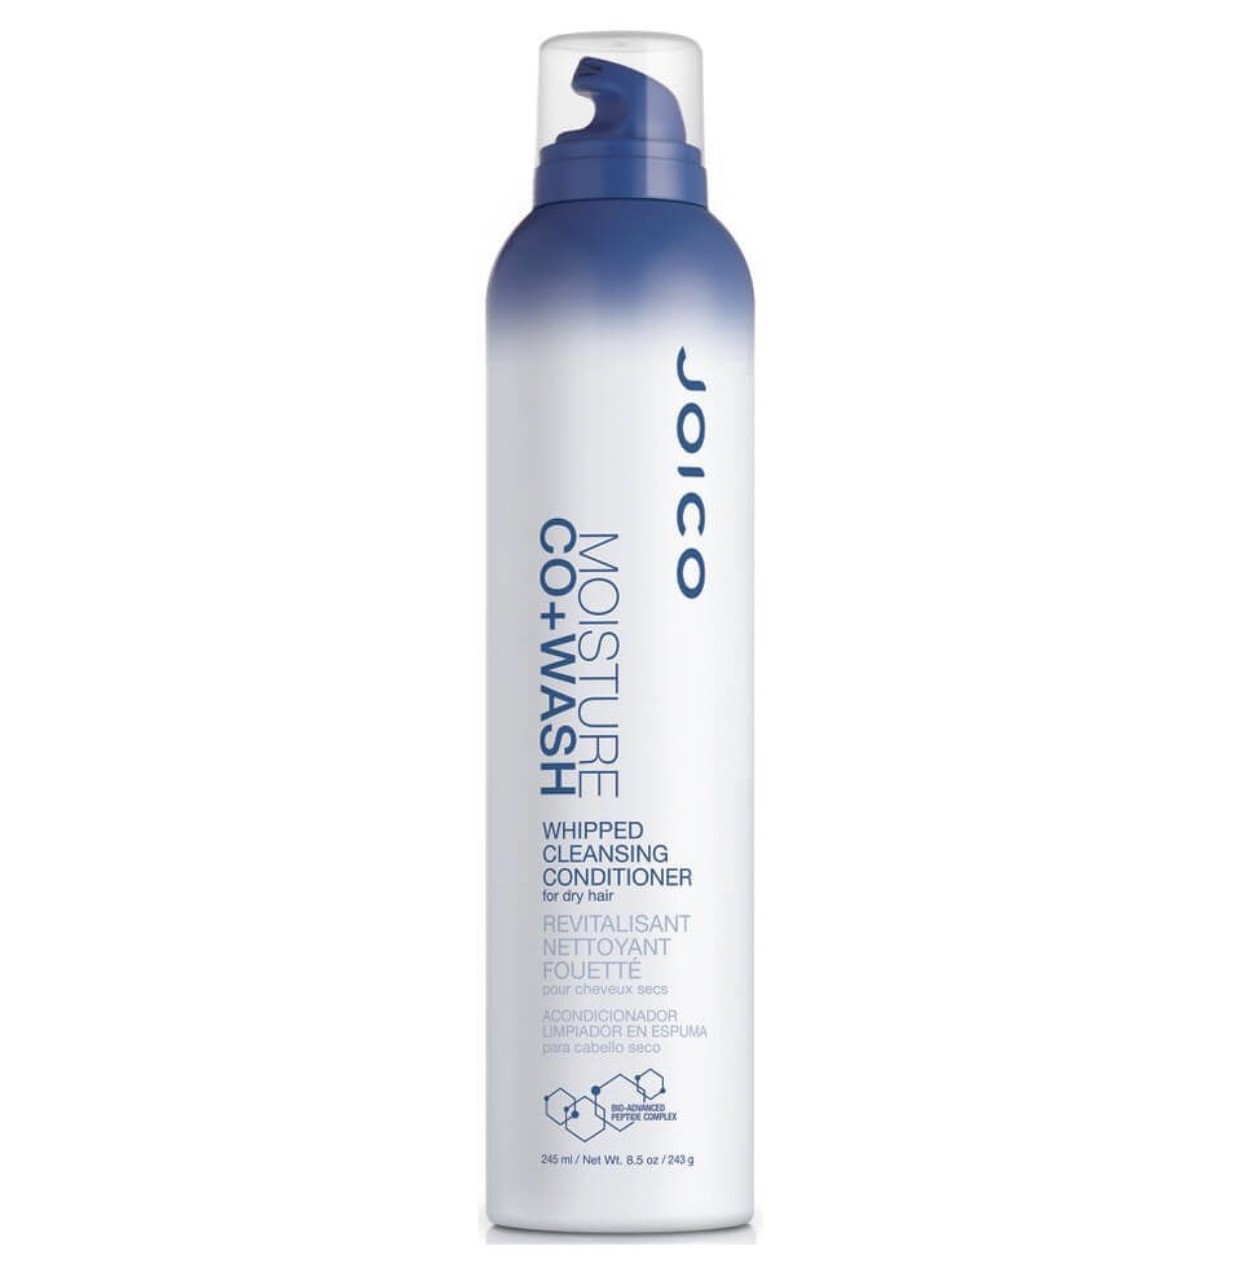 JOICO
MOISTURE
CO+WASH
WHIPPED
CLEANSING
CONDITIONER
for dry hair
REVITALISANT
NETTOYANT
FOUETTÉ
pour cheveux secs
ACONDICIONADOR
LIMPIADOR EN ESPUMA
para cabello seco
BIO-ADVANCED
PEPTIDE COMPLEX
245 ml / Net Wt. 8.5 oz / 243 g